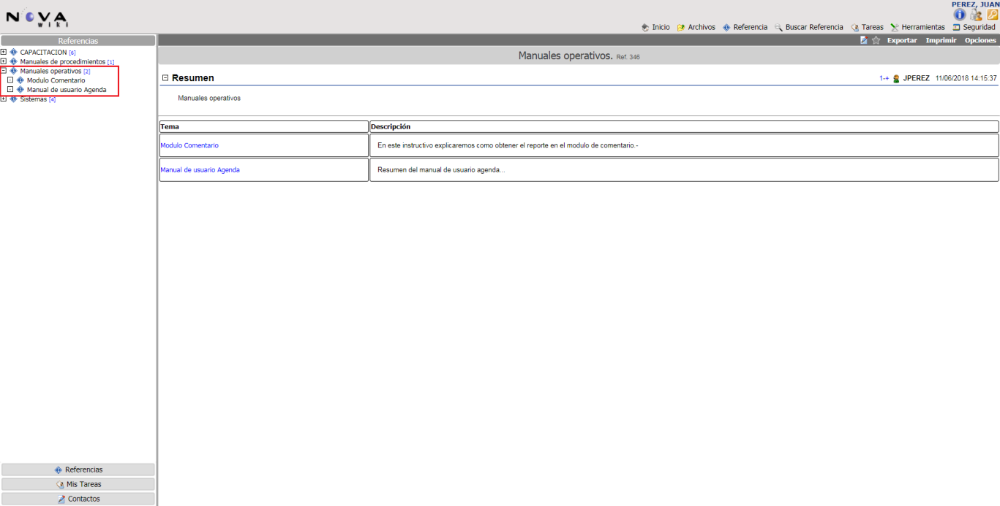 PEREZ, JUAN
NOVA
wiki
Inicio Archivos Referencia Buscar Referencia Tareas Herramientas Seguridad
Referencias
Exportar Imprimir Opciones
CAPACITACION [6]
Manuales de procedimientos [1]
Manuales operativos [2]
Modulo Comentario
Manual de usuario Agenda
Sistemas [4]
Manuales operativos. Ref. 346
Resumen
1-+ JPEREZ 11/06/2018 14:15:37
Manuales operativos
Tema Descripción
Modulo Comentario En este instructivo explicaremos como obtener el reporte en el modulo de comentario.-
Manual de usuario Agenda Resumen del manual de usuario agenda...
Referencias
Mis Tareas
Contactos